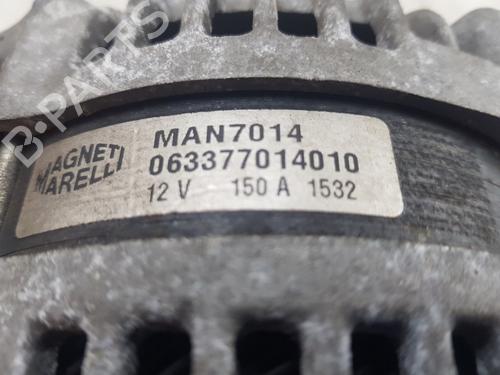 MAGNETI
MARELLI
MAN7014
063377014010
12 V 150 A 1532
B-PARTS